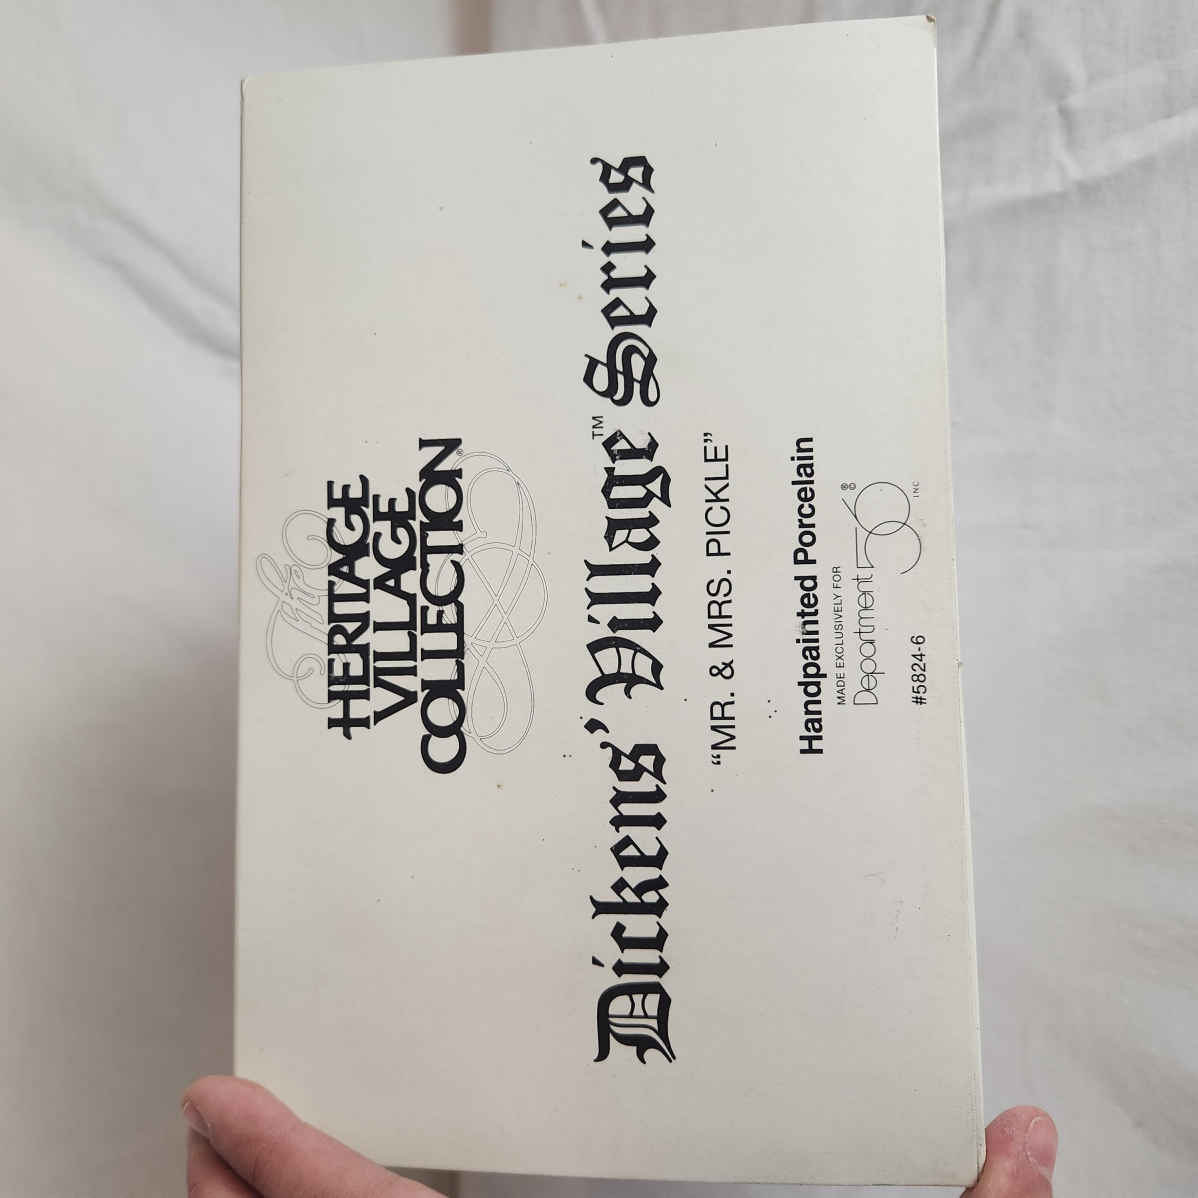 The
HERITAGE
VILLAGE
COLLECTION®
Dickens' Village™ Series
“MR. & MRS. PICKLE”
Handpainted Porcelain
MADE EXCLUSIVELY FOR
Department 56® ©
INC
#5824-6